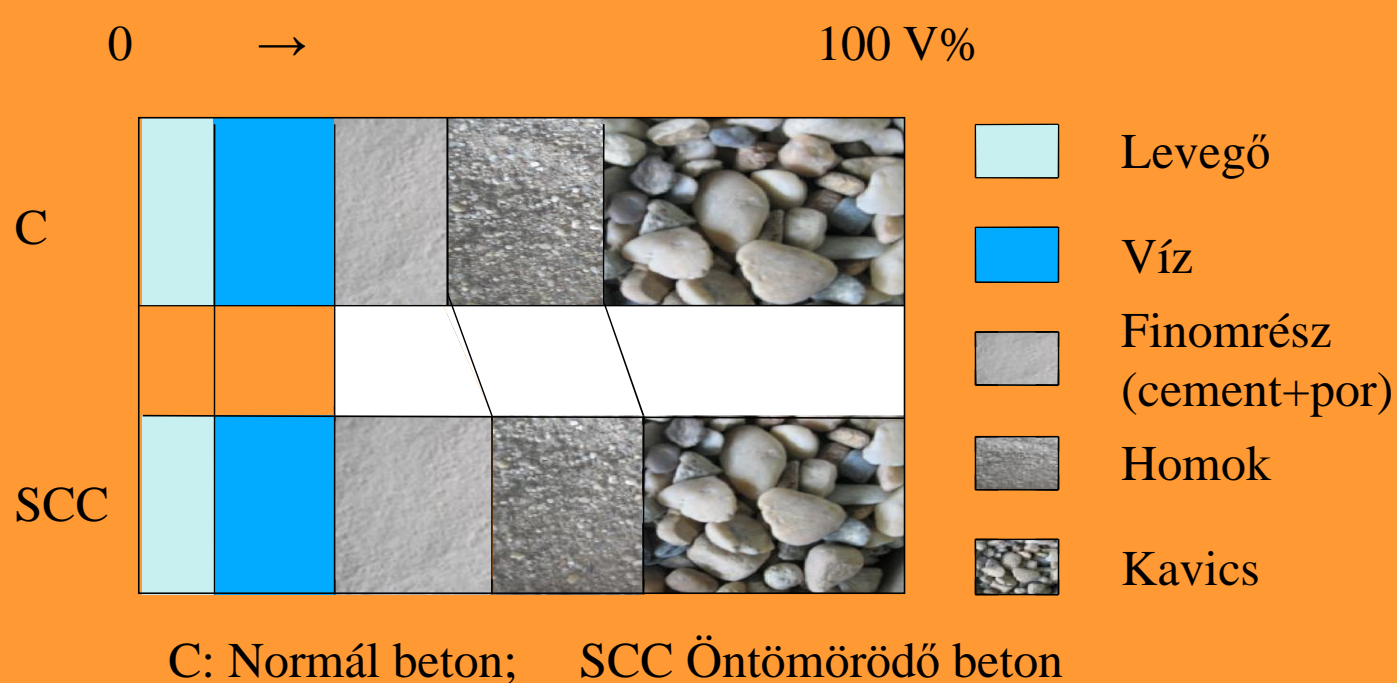 0 → 100 V%
C
SCC
Levegő
Víz
Finomrész
(cement+por)
Homok
Kavics
C: Normál beton; SCC Öntömörödő beton